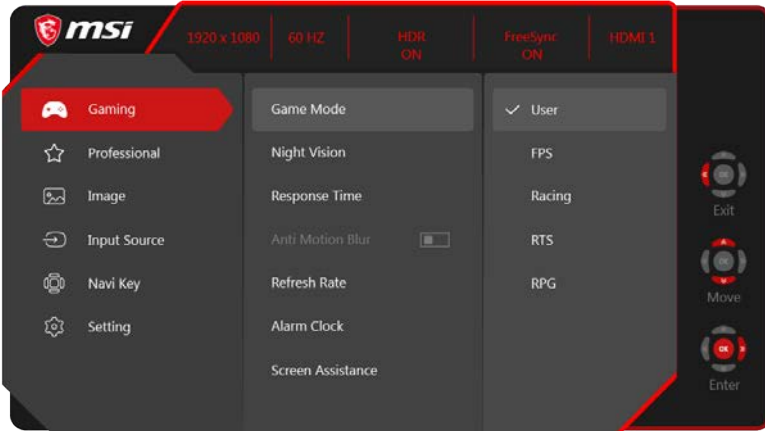 msi
1920 x 1080 60 HZ HDR ON FreeSync ON HDMI 1
Gaming
Professional
Image
Input Source
Navi Key
Setting
Game Mode
Night Vision
Response Time
Anti Motion Blur
Refresh Rate
Alarm Clock
Screen Assistance
User
FPS
Racing
RTS
RPG
OK
Exit
OK
Move
OK
Enter